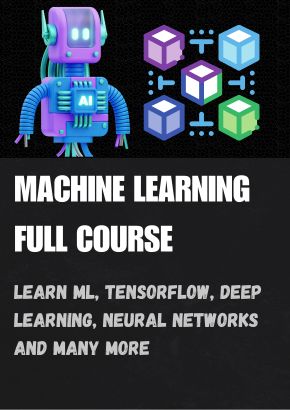 AI
MACHINE LEARNING
FULL COURSE
LEARN ML, TENSORFLOW, DEEP
LEARNING, NEURAL NETWORKS
AND MANY MORE